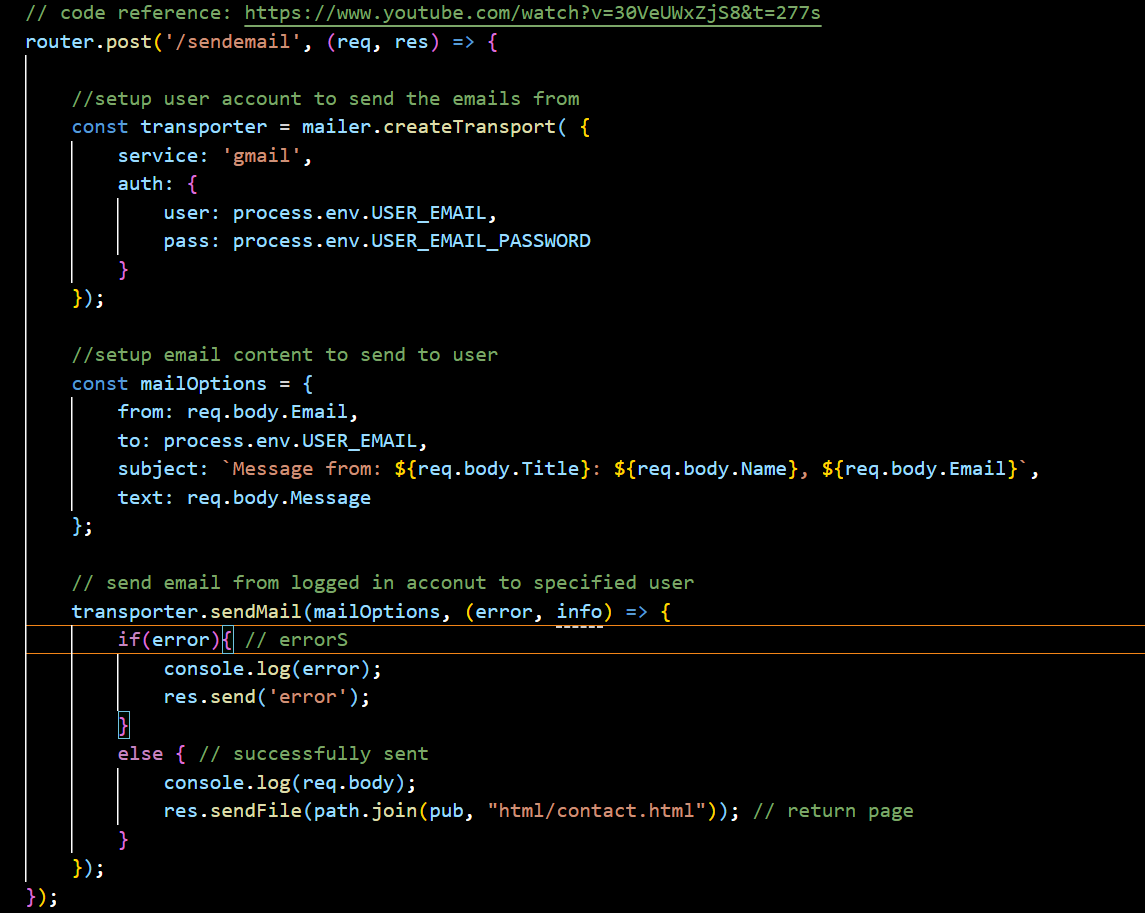 // code reference: https://www.youtube.com/watch?v=30VeUWxZjS8&t=277s
router.post('/sendemail', (req, res) => {
//setup user account to send the emails from
const transporter = mailer.createTransport( {
service: 'gmail',
auth: {
user: process.env.USER_EMAIL,
pass: process.env.USER_EMAIL_PASSWORD
}
});
//setup email content to send to user
const mailOptions = {
from: req.body.Email,
to: process.env.USER_EMAIL,
subject: `Message from: ${req.body.Title}: ${req.body.Name}, ${req.body.Email}`,
text: req.body.Message
};
// send email from logged in acconut to specified user
transporter.sendMail(mailOptions, (error, info) => {
if(error){ // errorS
console.log(error);
res.send('error');
}
else { // successfully sent
console.log(req.body);
res.sendFile(path.join(pub, "html/contact.html")); // return page
}
});
});